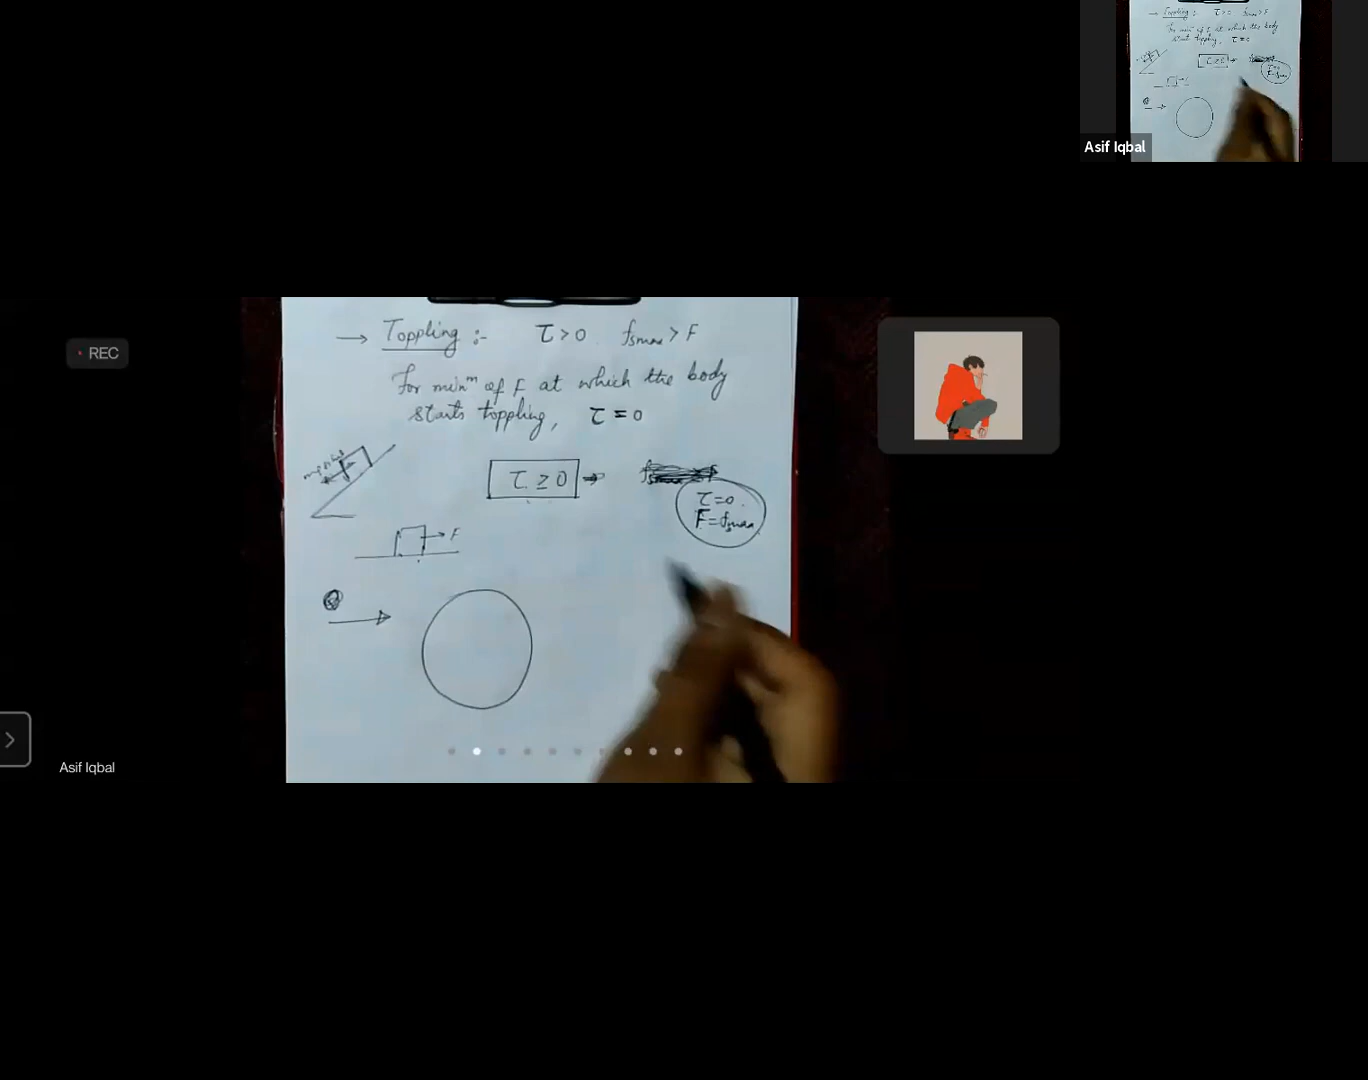 → Toppling :- τ > 0 fsmax > F
For minᵐ of F at which the body
starts toppling, τ = 0
τ ≥ 0 →
τ = 0
F = fsmax
F
REC
Asif Iqbal
Asif Iqbal